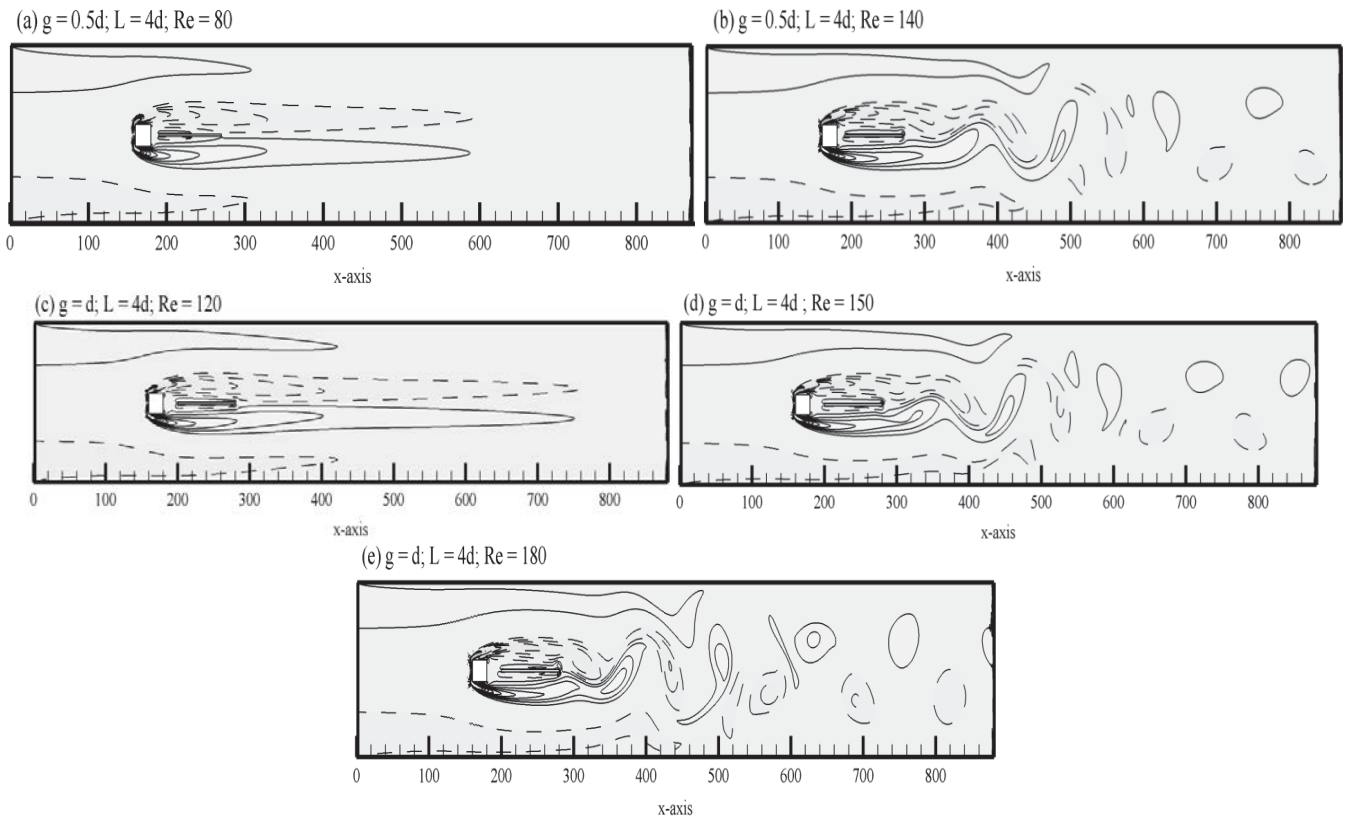 (a) g = 0.5d; L = 4d; Re = 80
(b) g = 0.5d; L = 4d; Re = 140
0 100 200 300 400 500 600 700 800
x-axis
0 100 200 300 400 500 600 700 800
x-axis
(c) g = d; L = 4d; Re = 120
(d) g = d; L = 4d ; Re = 150
0 100 200 300 400 500 600 700 800
x-axis
0 100 200 300 400 500 600 700 800
x-axis
(e) g = d; L = 4d; Re = 180
0 100 200 300 400 500 600 700 800
x-axis